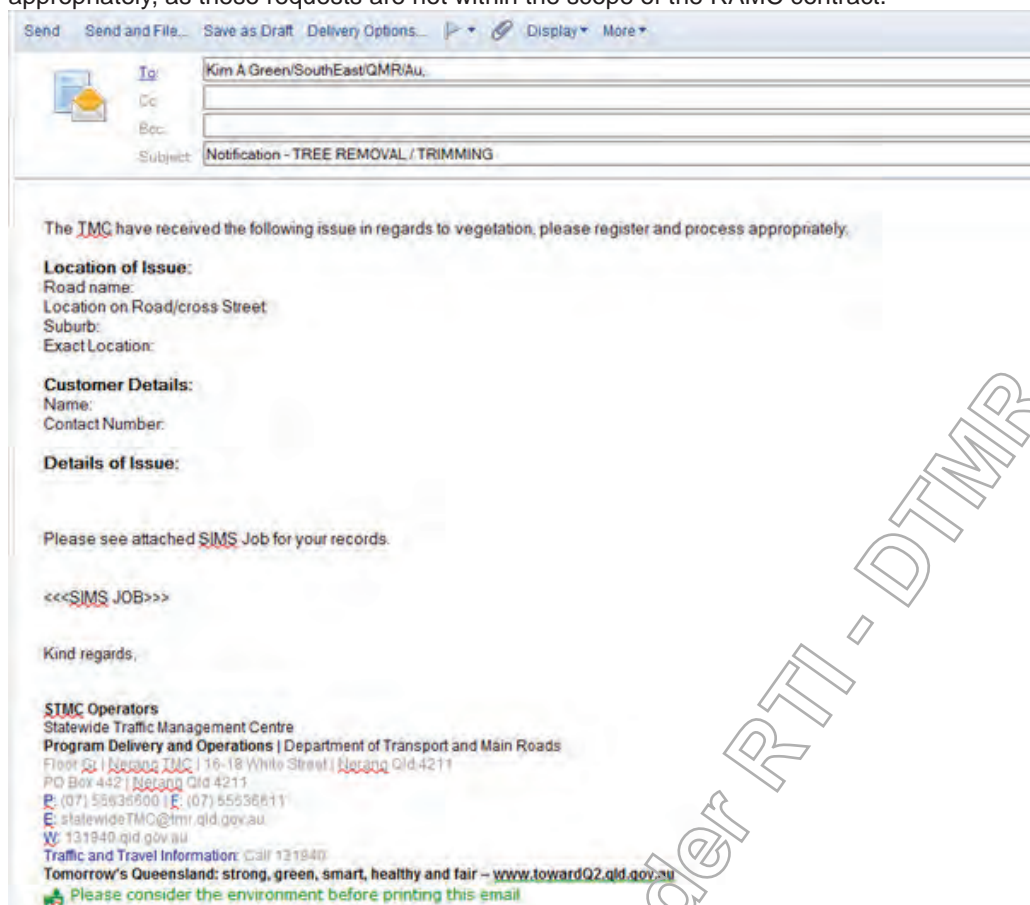 appropriately, as these requests are not within the scope of the RAMC contract.
Send Send and File... Save as Draft Delivery Options... Display More
To: Kim A Green/SouthEast/QMR/Au,
Cc:
Bcc:
Subject: Notification - TREE REMOVAL / TRIMMING
The TMC have received the following issue in regards to vegetation, please register and process appropriately.
Location of Issue:
Road name:
Location on Road/cross Street
Suburb:
Exact Location:
Customer Details:
Name:
Contact Number:
Details of Issue:
Please see attached SIMS Job for your records.
<<<SIMS JOB>>>
Kind regards,
STMC Operators
Statewide Traffic Management Centre
Program Delivery and Operations | Department of Transport and Main Roads
Floor Gr | Nerang TMC | 16-18 White Street | Nerang Qld 4211
PO Box 442 | Nerang Qld 4211
P: (07) 55636600 | F: (07) 55636611
E: statewideTMC@tmr.qld.gov.au
W: 131940.qld.gov.au
Traffic and Travel Information: Call 131940
Tomorrow's Queensland: strong, green, smart, healthy and fair – www.towardQ2.qld.gov.au
Please consider the environment before printing this email
der RTI - DTMR